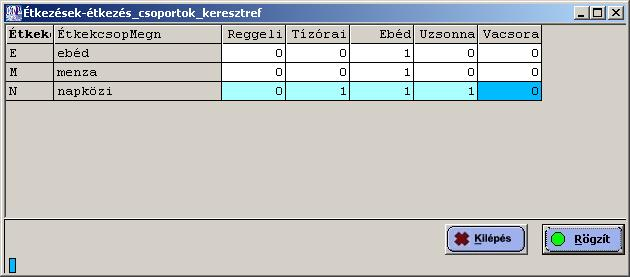 Étkezések-étkezés_csoportok_keresztref
Étkekc ÉtkekcsopMegn Reggeli Tízórai Ebéd Uzsonna Vacsora
E ebéd 0 0 1 0 0
M menza 0 0 1 0 0
N napközi 0 1 1 1 0
Kilépés Rögzít